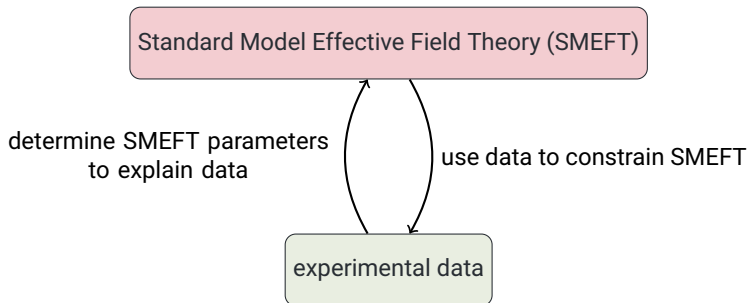 Standard Model Effective Field Theory (SMEFT)
determine SMEFT parameters
to explain data
use data to constrain SMEFT
experimental data